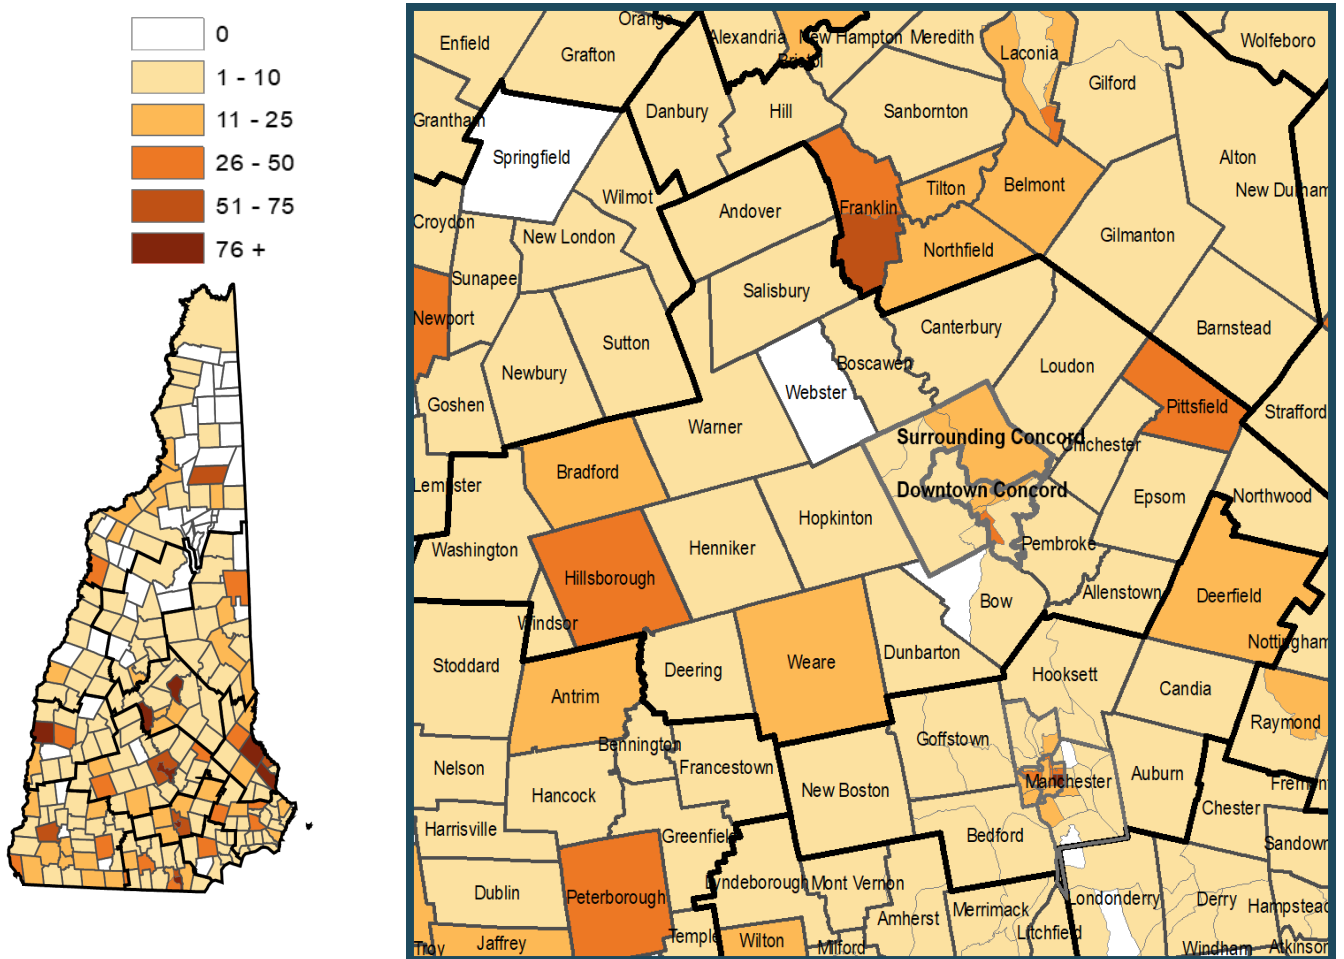 0
1 - 10
11 - 25
26 - 50
51 - 75
76 +
Orange
Enfield
Grafton
Alexandria
New Hampton
Meredith
Bristol
Laconia
Wolfeboro
Gilford
Grantham
Danbury
Hill
Sanbornton
Springfield
Alton
New Durham
Wilmot
Tilton
Belmont
Croydon
Andover
Franklin
New London
Northfield
Gilmanton
Sunapee
Salisbury
Newport
Canterbury
Barnstead
Sutton
Boscawen
Newbury
Loudon
Webster
Goshen
Pittsfield
Strafford
Warner
Surrounding Concord
Chichester
Bradford
Lempster
Downtown Concord
Epsom
Northwood
Hopkinton
Washington
Henniker
Pembroke
Hillsborough
Allenstown
Deerfield
Bow
Windsor
Nottingham
Stoddard
Deering
Weare
Dunbarton
Hooksett
Candia
Antrim
Raymond
Bennington
Goffstown
Nelson
Francestown
Auburn
Manchester
Fremont
Hancock
New Boston
Chester
Harrisville
Greenfield
Bedford
Sandown
Dublin
Peterborough
Lyndeborough
Mont Vernon
Londonderry
Derry
Hampstead
Merrimack
Amherst
Litchfield
Troy
Jaffrey
Temple
Wilton
Milford
Windham
Atkinson